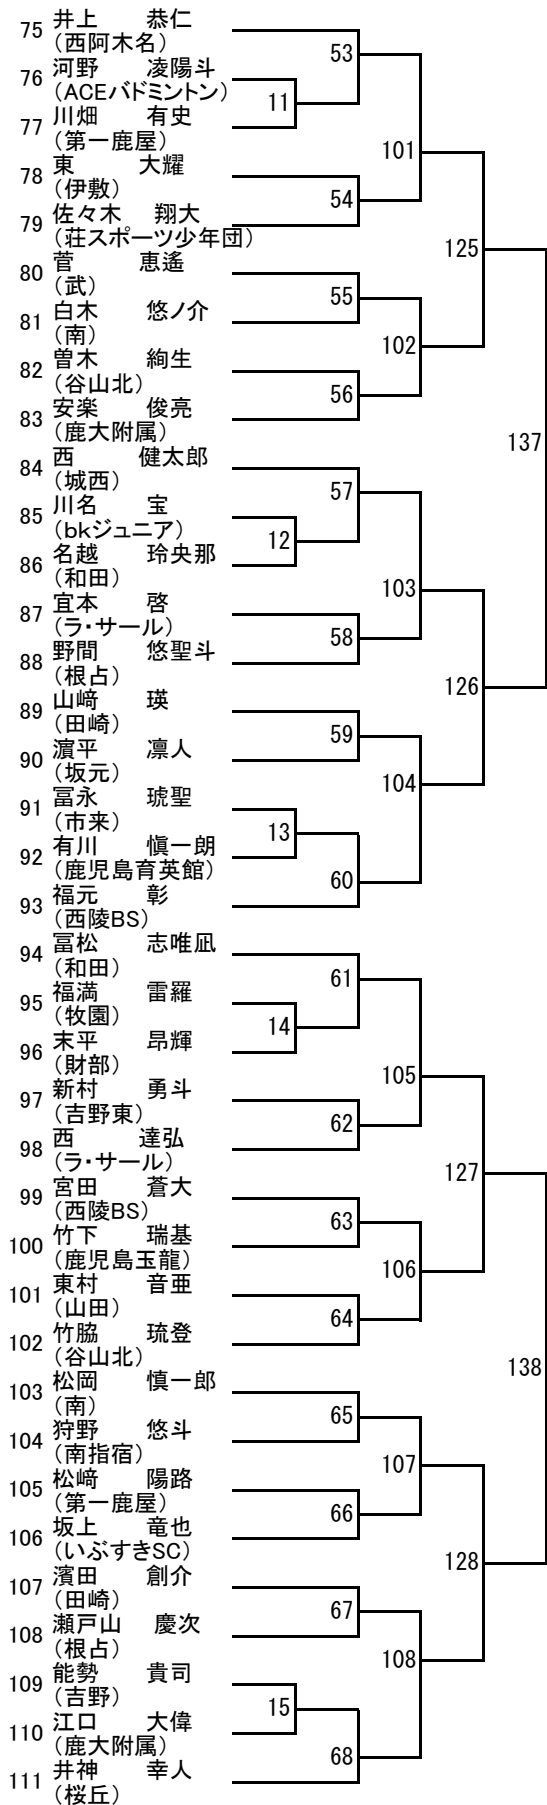 75 井上 恭仁
（西阿木名）
76 河野 凌陽斗
（ACEバドミントン）
77 川畑 有史
（第一鹿屋）
78 東 大耀
（伊敷）
79 佐々木 翔大
（荘スポーツ少年団）
80 菅 恵遙
（武）
81 白木 悠ノ介
（南）
82 曽木 絢生
（谷山北）
83 安楽 俊亮
（鹿大附属）
84 西 健太郎
（城西）
85 川名 宝
（bkジュニア）
86 名越 玲央那
（和田）
87 宜本 啓
（ラ・サール）
88 野間 悠聖斗
（根占）
89 山﨑 瑛
（田崎）
90 濵平 凛人
（坂元）
91 冨永 琥聖
（市来）
92 有川 愼一朗
（鹿児島育英館）
93 福元 彰
（西陵BS）
94 冨松 志唯凪
（和田）
95 福満 雷羅
（牧園）
96 末平 昂輝
（財部）
97 新村 勇斗
（吉野東）
98 西 達弘
（ラ・サール）
99 宮田 蒼大
（西陵BS）
100 竹下 瑞基
（鹿児島玉龍）
101 東村 音亜
（山田）
102 竹脇 琉登
（谷山北）
103 松岡 慎一郎
（南）
104 狩野 悠斗
（南指宿）
105 松﨑 陽路
（第一鹿屋）
106 坂上 竜也
（いぶすきSC）
107 濱田 創介
（田崎）
108 瀬戸山 慶次
（根占）
109 能勢 貴司
（吉野）
110 江口 大偉
（鹿大附属）
111 井神 幸人
（桜丘）
11
12
13
14
15
53
54
55
56
57
58
59
60
61
62
63
64
65
66
67
68
101
102
103
104
105
106
107
108
125
126
127
128
137
138